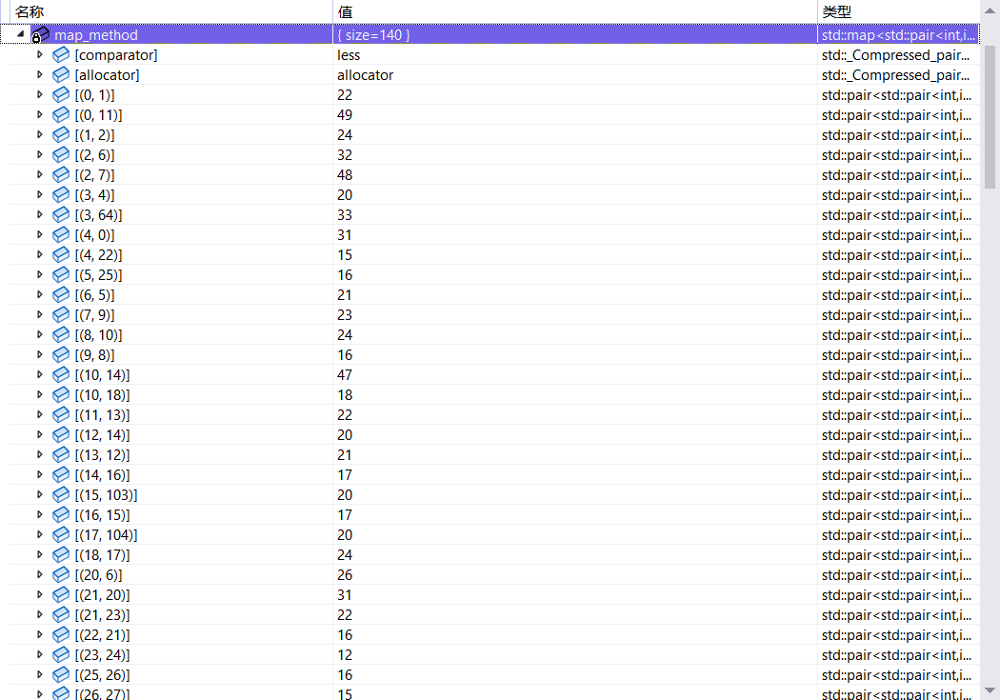 名称 值 类型
map_method { size=140 } std::map<std::pair<int,i...
[comparator] less std::_Compressed_pair...
[allocator] allocator std::_Compressed_pair...
[(0, 1)] 22 std::pair<std::pair<int,i...
[(0, 11)] 49 std::pair<std::pair<int,i...
[(1, 2)] 24 std::pair<std::pair<int,i...
[(2, 6)] 32 std::pair<std::pair<int,i...
[(2, 7)] 48 std::pair<std::pair<int,i...
[(3, 4)] 20 std::pair<std::pair<int,i...
[(3, 64)] 33 std::pair<std::pair<int,i...
[(4, 0)] 31 std::pair<std::pair<int,i...
[(4, 22)] 15 std::pair<std::pair<int,i...
[(5, 25)] 16 std::pair<std::pair<int,i...
[(6, 5)] 21 std::pair<std::pair<int,i...
[(7, 9)] 23 std::pair<std::pair<int,i...
[(8, 10)] 24 std::pair<std::pair<int,i...
[(9, 8)] 16 std::pair<std::pair<int,i...
[(10, 14)] 47 std::pair<std::pair<int,i...
[(10, 18)] 18 std::pair<std::pair<int,i...
[(11, 13)] 22 std::pair<std::pair<int,i...
[(12, 14)] 20 std::pair<std::pair<int,i...
[(13, 12)] 21 std::pair<std::pair<int,i...
[(14, 16)] 17 std::pair<std::pair<int,i...
[(15, 103)] 20 std::pair<std::pair<int,i...
[(16, 15)] 17 std::pair<std::pair<int,i...
[(17, 104)] 20 std::pair<std::pair<int,i...
[(18, 17)] 24 std::pair<std::pair<int,i...
[(20, 6)] 26 std::pair<std::pair<int,i...
[(21, 20)] 31 std::pair<std::pair<int,i...
[(21, 23)] 22 std::pair<std::pair<int,i...
[(22, 21)] 16 std::pair<std::pair<int,i...
[(23, 24)] 12 std::pair<std::pair<int,i...
[(25, 26)] 16 std::pair<std::pair<int,i...
[(26, 27)] 15 std::pair<std::pair<int,i...